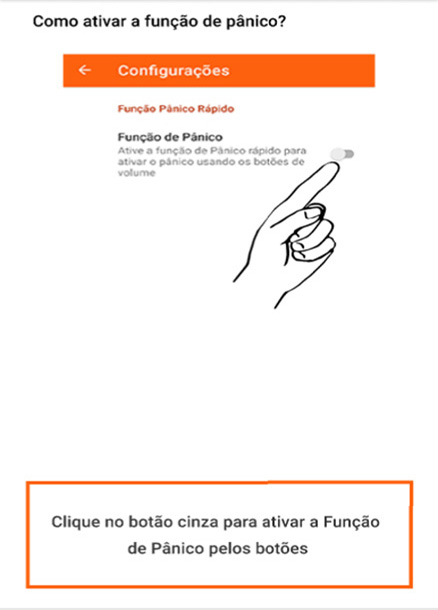 Como ativar a função de pânico?
Configurações
Função Pânico Rápido
Função de Pânico
Ative a função de Pânico rápido para
ativar o pânico usando os botões de
volume
Clique no botão cinza para ativar a Função
de Pânico pelos botões